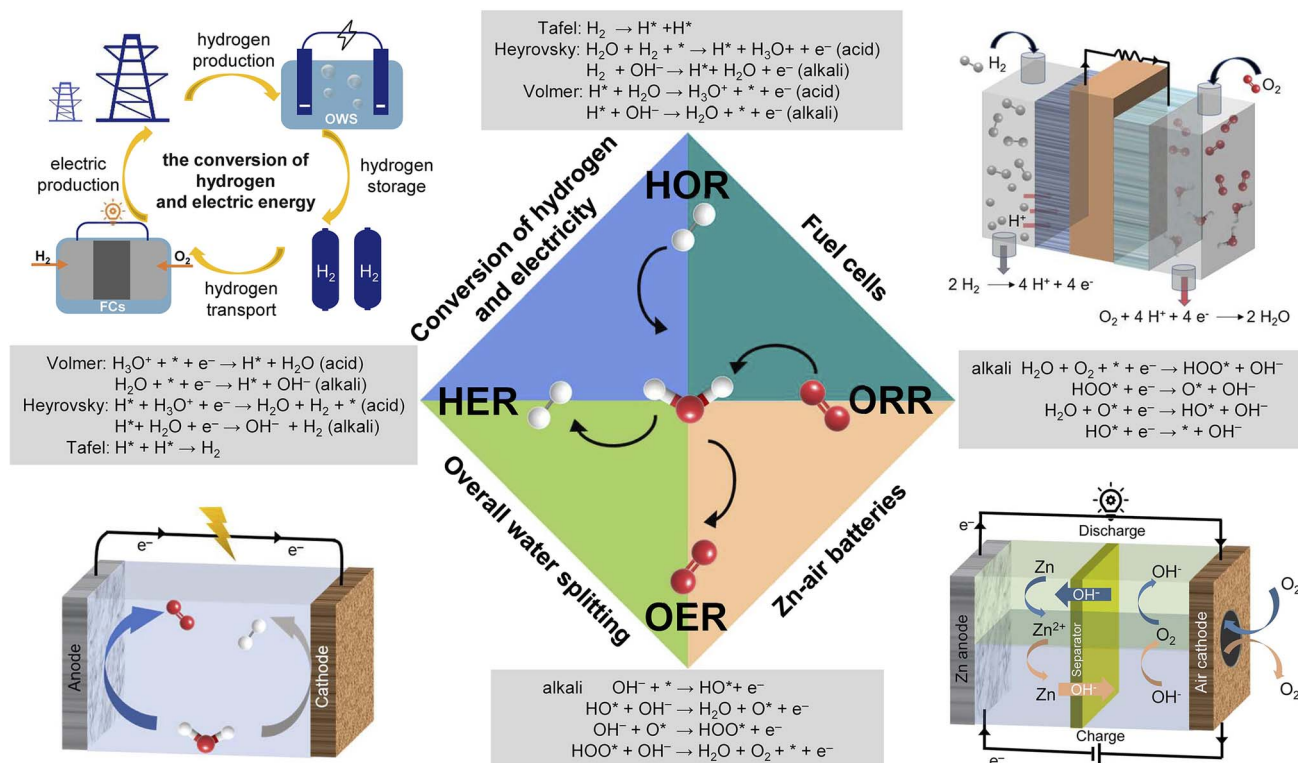 hydrogen
production
OWS
electric
production
the conversion of
hydrogen
and electric energy
hydrogen
storage
H₂
O₂
FCs
hydrogen
transport
H₂
H₂
Tafel: H₂ → H* +H*
Heyrovsky: H₂O + H₂ + * → H* + H₃O+ + e⁻ (acid)
H₂ + OH⁻ → H*+ H₂O + e⁻ (alkali)
Volmer: H* + H₂O → H₃O⁺ + * + e⁻ (acid)
H* + OH⁻ → H₂O + * + e⁻ (alkali)
H₂
O₂
H⁺
2 H₂ → 4 H⁺ + 4 e⁻
O₂ + 4 H⁺ + 4 e⁻ → 2 H₂O
Conversion of hydrogen
and electricity
HOR
Fuel cells
HER
ORR
Overall water splitting
OER
Zn-air batteries
Volmer: H₃O⁺ + * + e⁻ → H* + H₂O (acid)
H₂O + * + e⁻ → H* + OH⁻ (alkali)
Heyrovsky: H* + H₃O⁺ + e⁻ → H₂O + H₂ + * (acid)
H*+ H₂O + e⁻ → OH⁻ + H₂ (alkali)
Tafel: H* + H* → H₂
alkali H₂O + O₂ + * + e⁻ → HOO* + OH⁻
HOO* + e⁻ → O* + OH⁻
H₂O + O* + e⁻ → HO* + OH⁻
HO* + e⁻ → * + OH⁻
e⁻
e⁻
Anode
Cathode
alkali OH⁻ + * → HO*+ e⁻
HO* + OH⁻ → H₂O + O* + e⁻
OH⁻ + O* → HOO* + e⁻
HOO* + OH⁻ → H₂O + O₂ + * + e⁻
e⁻
Discharge
Zn
OH⁻
OH⁻
O₂
Zn anode
Zn²⁺
Separator
O₂
Air cathode
Zn
OH⁻
OH⁻
O₂
Charge
e⁻